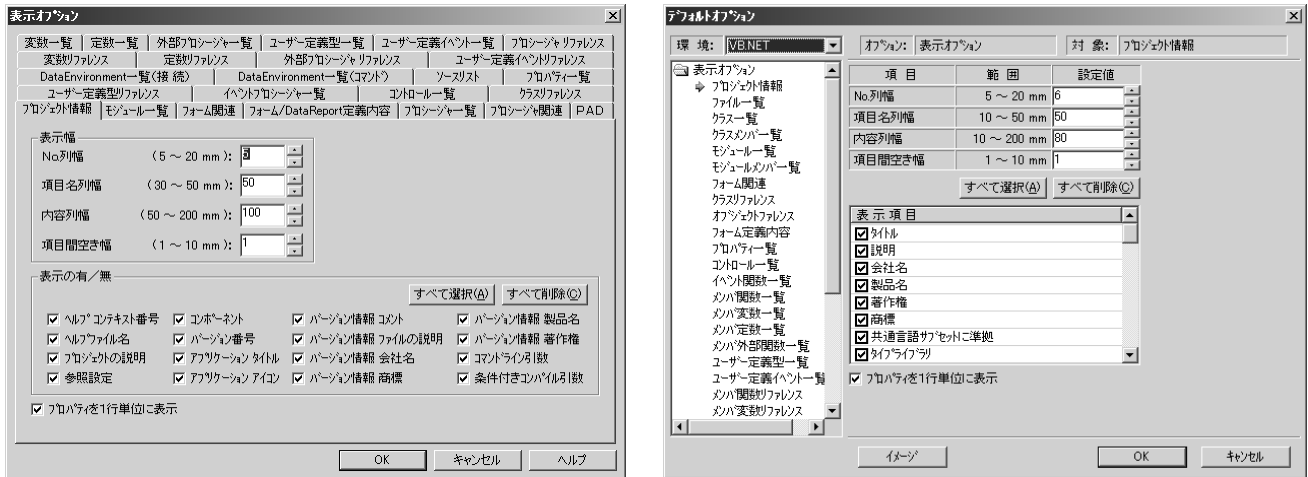 表示ｵﾌﾟｼｮﾝ
変数一覧 定数一覧 外部ﾌﾟﾛｼｰｼﾞｬ一覧 ﾕｰｻﾞｰ定義型一覧 ﾕｰｻﾞｰ定義ｲﾍﾞﾝﾄ一覧 ﾌﾟﾛｼｰｼﾞｬ ﾘﾌｧﾚﾝｽ
変数ﾘﾌｧﾚﾝｽ 定数ﾘﾌｧﾚﾝｽ 外部ﾌﾟﾛｼｰｼﾞｬ ﾘﾌｧﾚﾝｽ ﾕｰｻﾞｰ定義ｲﾍﾞﾝﾄﾘﾌｧﾚﾝｽ
DataEnvironment一覧(接 続) DataEnvironment一覧(ｺﾏﾝﾄﾞ) ｿｰｽﾘｽﾄ ﾌﾟﾛﾊﾟﾃｨ一覧
ﾕｰｻﾞｰ定義型ﾘﾌｧﾚﾝｽ ｲﾍﾞﾝﾄﾌﾟﾛｼｰｼﾞｬ一覧 ｺﾝﾄﾛｰﾙ一覧 ｸﾗｽﾘﾌｧﾚﾝｽ
ﾌﾟﾛｼﾞｪｸﾄ情報 ﾓｼﾞｭｰﾙ一覧 ﾌｫｰﾑ関連 ﾌｫｰﾑ/DataReport定義内容 ﾌﾟﾛｼｰｼﾞｬ一覧 ﾌﾟﾛｼｰｼﾞｬ関連 PAD
表示幅
No.列幅 (5 ～ 20 mm): 5
項目名列幅 (30 ～ 50 mm): 50
内容列幅 (50 ～ 200 mm): 100
項目間空き幅 (1 ～ 10 mm): 1
表示の有／無
すべて選択(A) すべて削除(C)
ﾍﾙﾌﾟ ｺﾝﾃｷｽﾄ番号 ｺﾝﾎﾟｰﾈﾝﾄ ﾊﾞｰｼﾞｮﾝ情報 ｺﾒﾝﾄ ﾊﾞｰｼﾞｮﾝ情報 製品名
ﾍﾙﾌﾟﾌｧｲﾙ名 ﾊﾞｰｼﾞｮﾝ番号 ﾊﾞｰｼﾞｮﾝ情報 ﾌｧｲﾙの説明 ﾊﾞｰｼﾞｮﾝ情報 著作権
ﾌﾟﾛｼﾞｪｸﾄの説明 ｱﾌﾟﾘｹｰｼｮﾝ ﾀｲﾄﾙ ﾊﾞｰｼﾞｮﾝ情報 会社名 ｺﾏﾝﾄﾞﾗｲﾝ引数
参照設定 ｱﾌﾟﾘｹｰｼｮﾝ ｱｲｺﾝ ﾊﾞｰｼﾞｮﾝ情報 商標 条件付きｺﾝﾊﾟｲﾙ引数
ﾌﾟﾛﾊﾟﾃｨを1行単位に表示
OK ｷｬﾝｾﾙ ﾍﾙﾌﾟ
ﾃﾞﾌｫﾙﾄｵﾌﾟｼｮﾝ
環 境: VB.NET ｵﾌﾟｼｮﾝ: 表示ｵﾌﾟｼｮﾝ 対 象: ﾌﾟﾛｼﾞｪｸﾄ情報
表示ｵﾌﾟｼｮﾝ
ﾌﾟﾛｼﾞｪｸﾄ情報
ﾌｧｲﾙ一覧
ｸﾗｽ一覧
ｸﾗｽﾒﾝﾊﾞ一覧
ﾓｼﾞｭｰﾙ一覧
ﾓｼﾞｭｰﾙﾒﾝﾊﾞ一覧
ﾌｫｰﾑ関連
ｸﾗｽﾘﾌｧﾚﾝｽ
ｵﾌﾞｼﾞｪｸﾄﾌｧﾚﾝｽ
ﾌｫｰﾑ定義内容
ﾌﾟﾛﾊﾟﾃｨ一覧
ｺﾝﾄﾛｰﾙ一覧
ｲﾍﾞﾝﾄ関数一覧
ﾒﾝﾊﾞ関数一覧
ﾒﾝﾊﾞ変数一覧
ﾒﾝﾊﾞ定数一覧
ﾒﾝﾊﾞ外部関数一覧
ﾕｰｻﾞｰ定義型一覧
ﾕｰｻﾞｰ定義ｲﾍﾞﾝﾄ一覧
ﾒﾝﾊﾞ関数ﾘﾌｧﾚﾝｽ
ﾒﾝﾊﾞ変数ﾘﾌｧﾚﾝｽ
項 目 範 囲 設定値
No.列幅 5 ～ 20 mm 6
項目名列幅 10 ～ 50 mm 50
内容列幅 10 ～ 200 mm 80
項目間空き幅 1 ～ 10 mm 1
すべて選択(A) すべて削除(C)
表示項目
ﾀｲﾄﾙ
説明
会社名
製品名
著作権
商標
共通言語ｻﾌﾞｾｯﾄに準拠
ﾀｲﾌﾟﾗｲﾌﾞﾗﾘ
ﾌﾟﾛﾊﾟﾃｨを1行単位に表示
ｲﾒｰｼﾞ OK ｷｬﾝｾﾙ